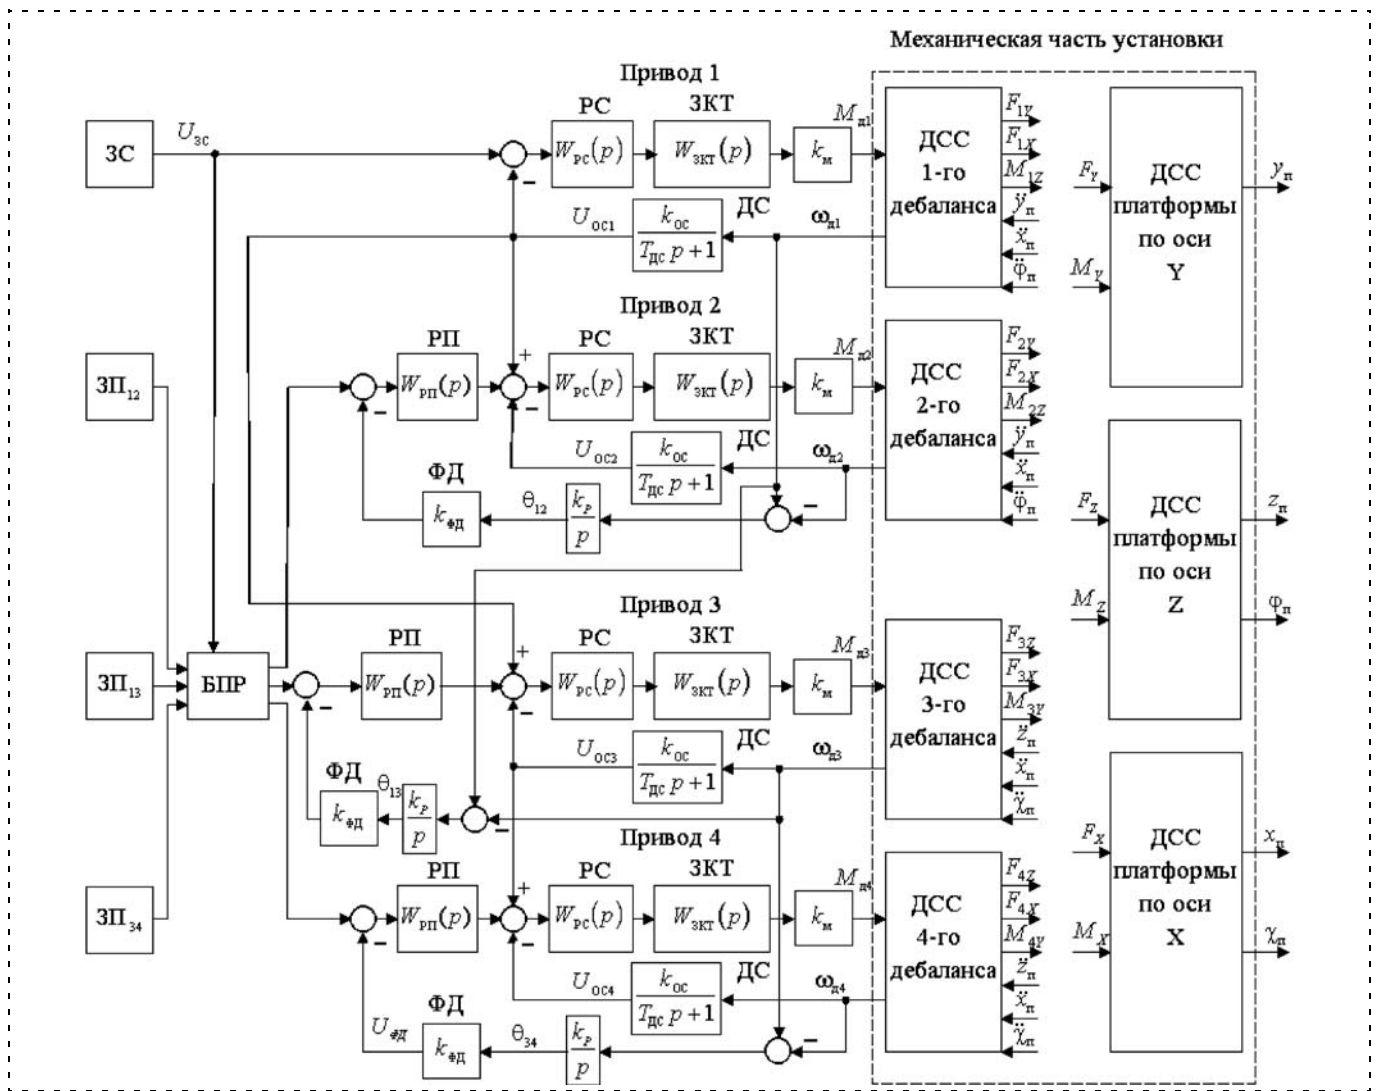 Механическая часть установки
Привод 1
РС
ЗКТ
ЗС
U_ЗС
W_РС(p)
W_ЗКТ(p)
k_м
M_д1
ДСС
1-го
дебаланса
F_1Y
F_1X
M_1Z
ÿ_п
ẍ_п
φ̈_п
U_ОС1
k_ос
T_ДС p+1
ДС
ω_д1
F_Y
M_Y
ДСС
платформы
по оси
Y
y_п
Привод 2
РП
РС
ЗКТ
ЗП_12
W_РП(p)
+
W_РС(p)
W_ЗКТ(p)
k_м
M_д2
ДСС
2-го
дебаланса
F_2Y
F_2X
M_2Z
ÿ_п
ẍ_п
φ̈_п
U_ОС2
k_ос
T_ДС p+1
ДС
ω_д2
ФД
k_ФД
θ_12
k_P
p
F_Z
M_Z
ДСС
платформы
по оси
Z
z_п
φ_п
Привод 3
РП
РС
ЗКТ
ЗП_13
БПР
W_РП(p)
+
W_РС(p)
W_ЗКТ(p)
k_м
M_д3
ДСС
3-го
дебаланса
F_3Z
F_3X
M_3Y
z̈_п
ẍ_п
χ̈_п
U_ОС3
k_ос
T_ДС p+1
ДС
ω_д3
ФД
k_ФД
θ_13
k_P
p
F_X
M_X
ДСС
платформы
по оси
X
x_п
χ_п
Привод 4
РП
РС
ЗКТ
ЗП_34
W_РП(p)
+
W_РС(p)
W_ЗКТ(p)
k_м
M_д4
ДСС
4-го
дебаланса
F_4Z
F_4X
M_4Y
z̈_п
ẍ_п
χ̈_п
U_ОС4
k_ос
T_ДС p+1
ДС
ω_д4
U_ФД
ФД
k_ФД
θ_34
k_P
p